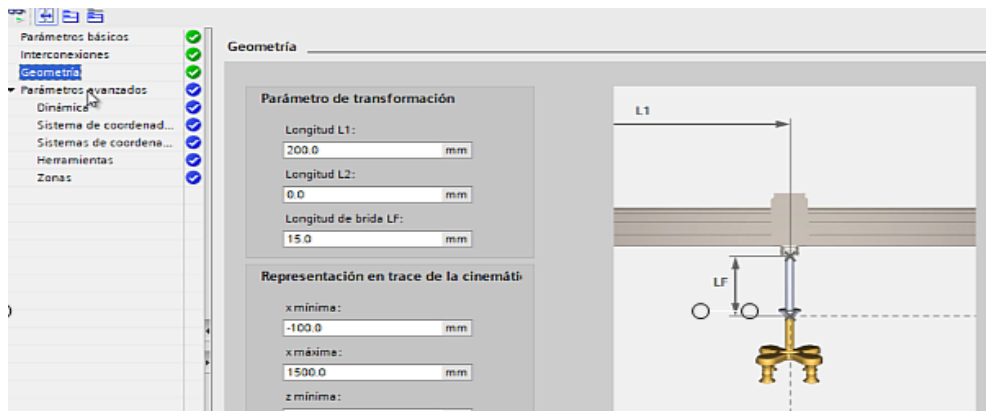 Parámetros básicos
Interconexiones
Geometría
Parámetros avanzados
Dinámica
Sistema de coordenad...
Sistemas de coordena...
Herramientas
Zonas
Geometría
Parámetro de transformación
Longitud L1:
200.0 mm
Longitud L2:
0.0 mm
Longitud de brida LF:
15.0 mm
Representación en trace de la cinemáti
x mínima:
-100.0 mm
x máxima:
1500.0 mm
z mínima:
L1
LF